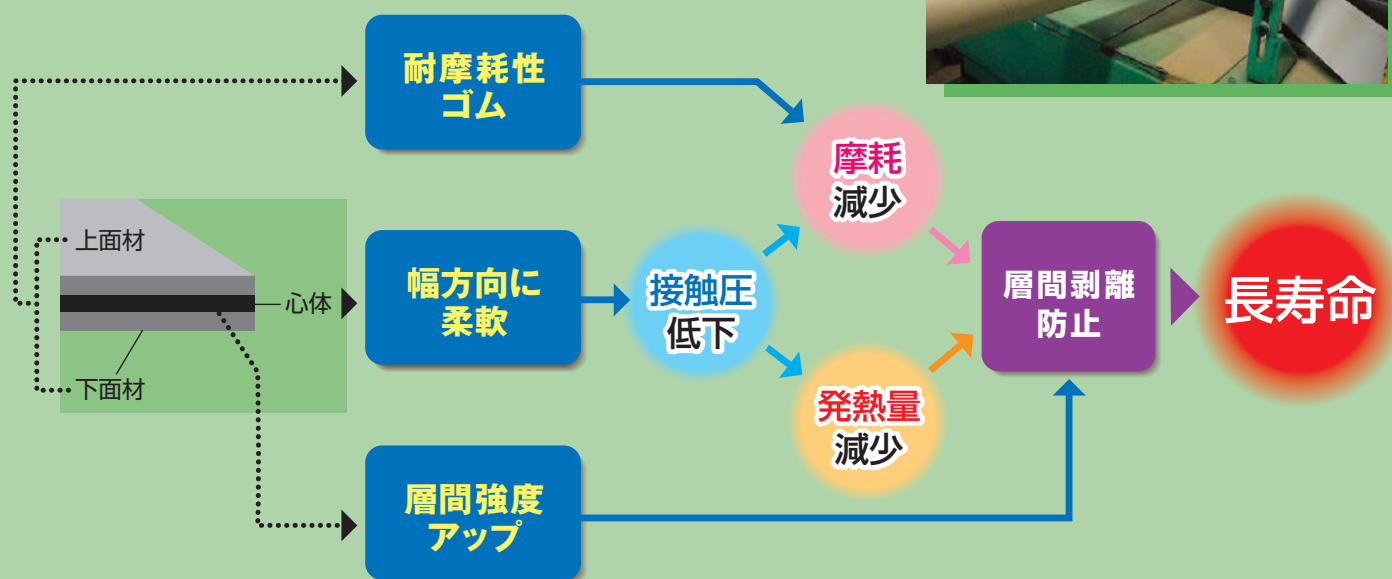 耐摩耗性
ゴム
摩耗
減少
上面材
心体
下面材
幅方向に
柔軟
接触圧
低下
層間剥離
防止
長寿命
発熱量
減少
層間強度
アップ